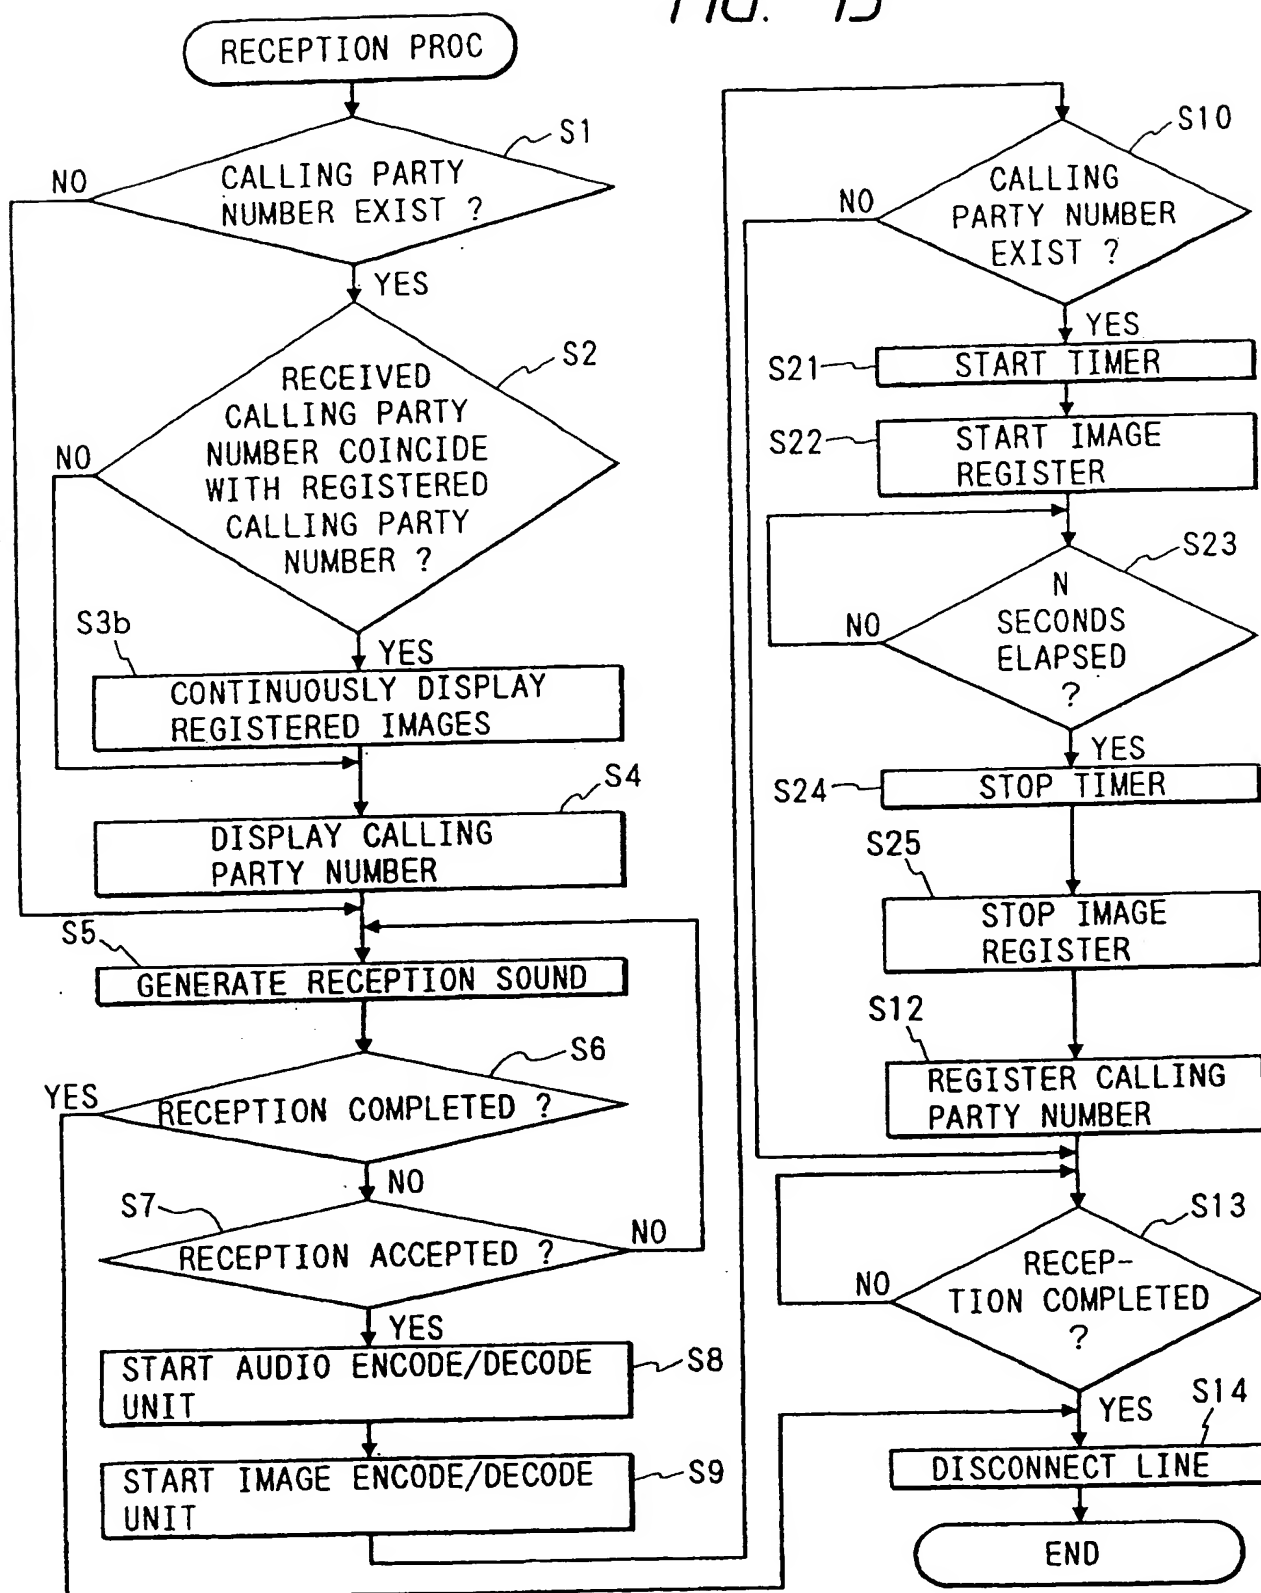 RECEPTION PROC
S1
CALLING PARTY
NUMBER EXIST ?
NO
YES
S2
RECEIVED
CALLING PARTY
NUMBER COINCIDE
WITH REGISTERED
CALLING PARTY
NUMBER ?
NO
YES
S3b
CONTINUOUSLY DISPLAY
REGISTERED IMAGES
S4
DISPLAY CALLING
PARTY NUMBER
S5
GENERATE RECEPTION SOUND
S6
YES
RECEPTION COMPLETED ?
NO
S7
RECEPTION ACCEPTED ?
NO
YES
START AUDIO ENCODE/DECODE
UNIT
S8
START IMAGE ENCODE/DECODE
UNIT
S9
S10
CALLING
PARTY NUMBER
EXIST ?
NO
YES
S21
START TIMER
S22
START IMAGE
REGISTER
S23
N
SECONDS
ELAPSED
?
NO
YES
S24
STOP TIMER
S25
STOP IMAGE
REGISTER
S12
REGISTER CALLING
PARTY NUMBER
S13
RECEP-
TION COMPLETED
?
NO
YES
S14
DISCONNECT LINE
END